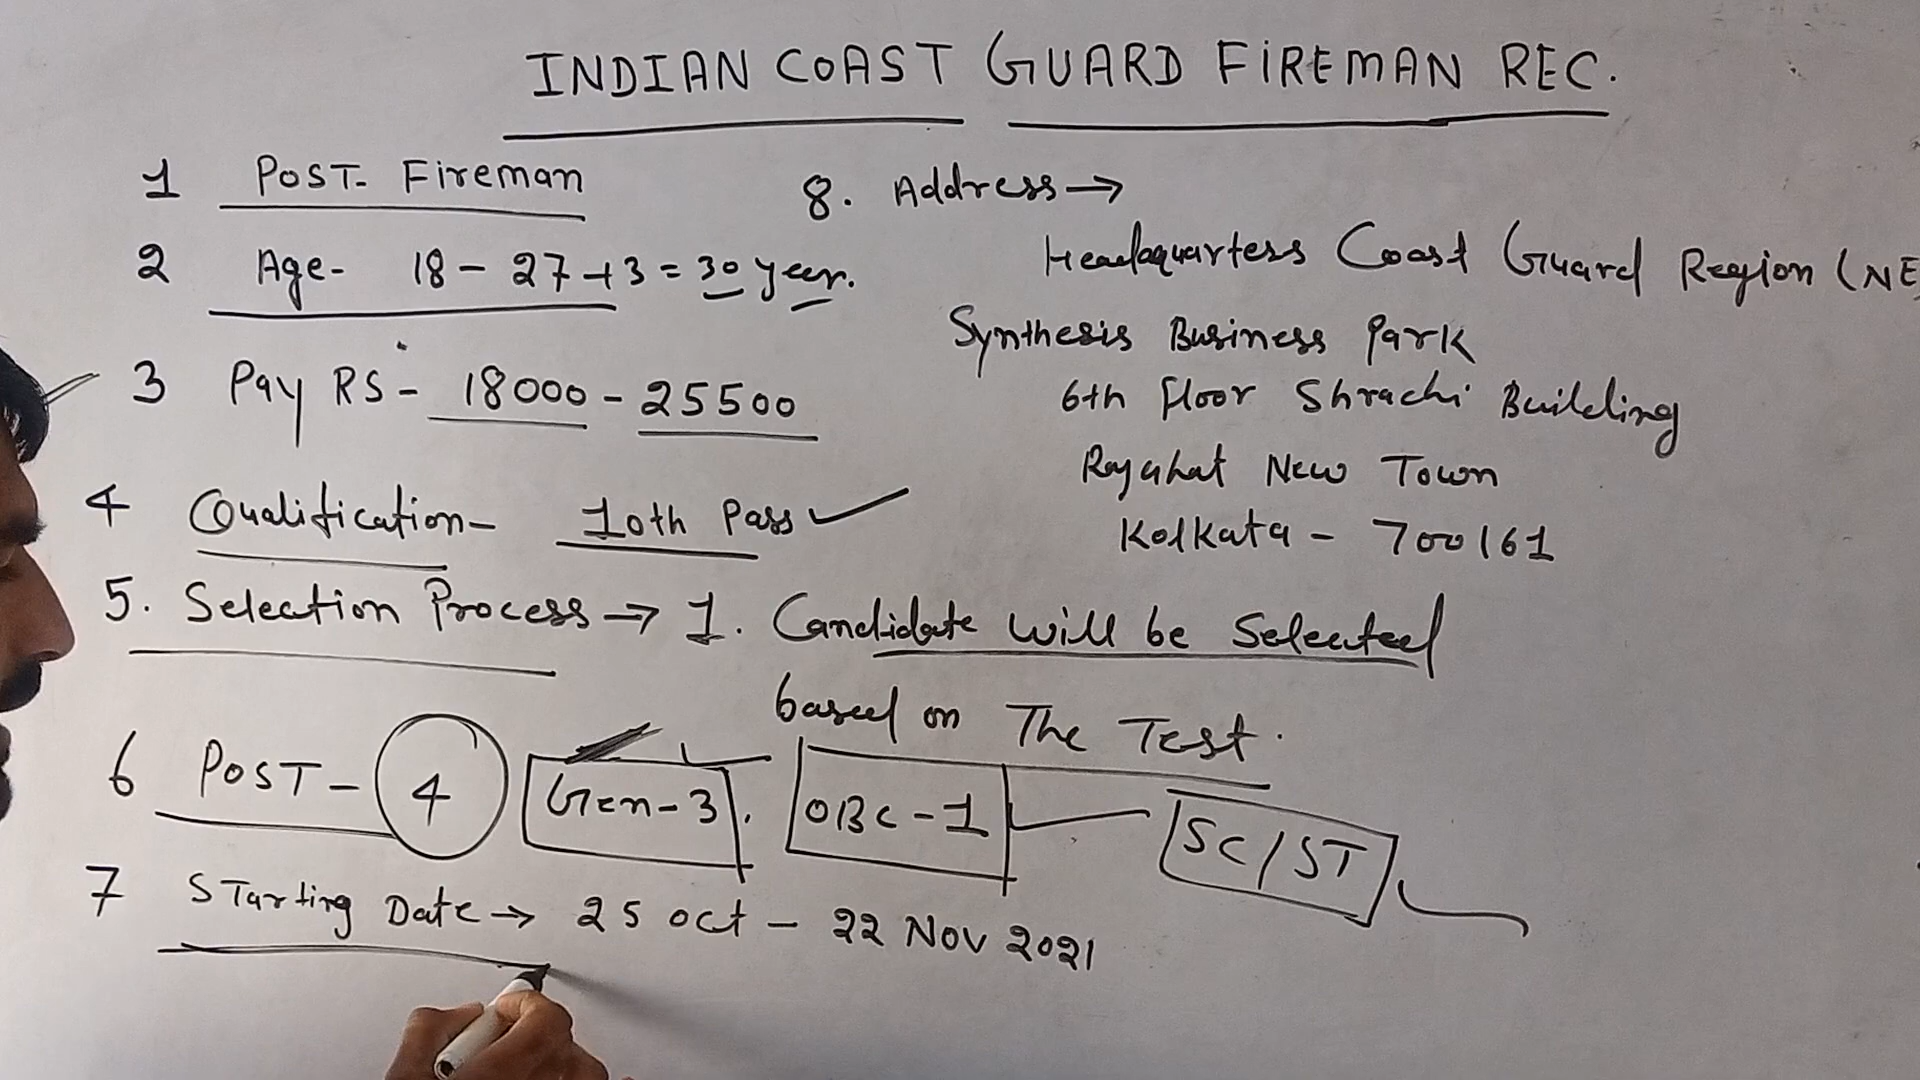 INDIAN COAST GUARD FIREMAN REC.
1 POST- Fireman
2 Age- 18 - 27 + 3 = 30 year.
3 Pay RS - 18000 - 25500
4 Qualification - 10th Pass ✓
5. Selection Process → 1. Candidate will be Selected
based on The Test.
6 POST - 4 Gen-3, OBC-1 SC/ST
7 STarting Date → 25 Oct - 22 Nov 2021
8. Address →
Headaquarters Coast Guard Region (NE)
Synthesis Business Park
6th Floor Shrachi Building
Rajahat New Town
Kolkata - 700161